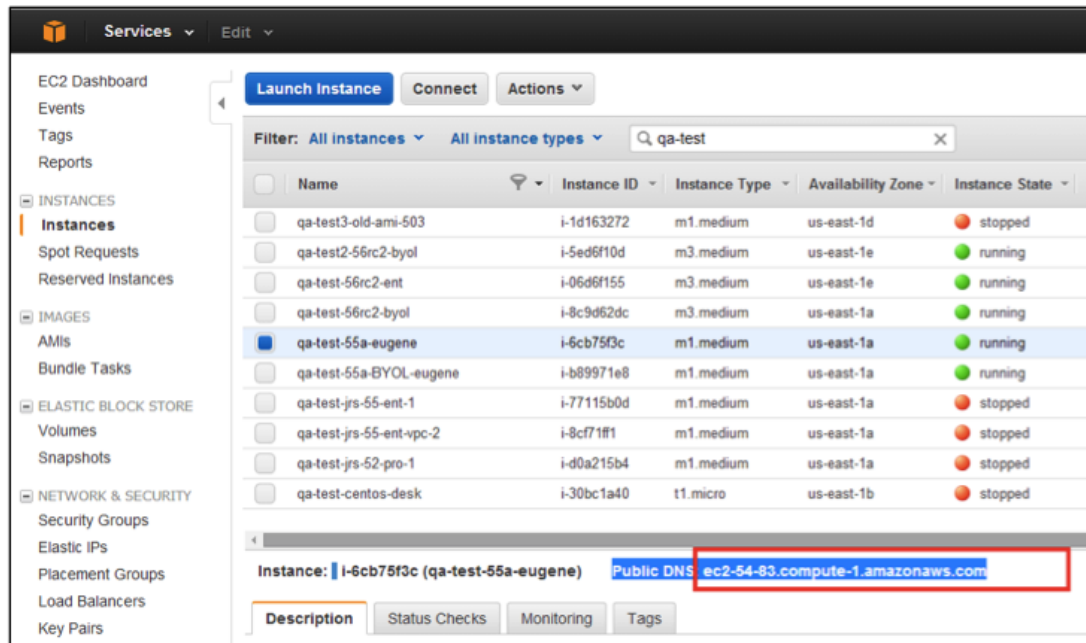 Services Edit
EC2 Dashboard
Events
Tags
Reports
INSTANCES
Instances
Spot Requests
Reserved Instances
IMAGES
AMIs
Bundle Tasks
ELASTIC BLOCK STORE
Volumes
Snapshots
NETWORK & SECURITY
Security Groups
Elastic IPs
Placement Groups
Load Balancers
Key Pairs
Launch Instance Connect Actions
Filter: All instances All instance types qa-test
Name Instance ID Instance Type Availability Zone Instance State
qa-test3-old-ami-503 i-1d163272 m1.medium us-east-1d stopped
qa-test2-56rc2-byol i-5ed6f10d m3.medium us-east-1e running
qa-test-56rc2-ent i-06d6f155 m3.medium us-east-1e running
qa-test-56rc2-byol i-8c9d62dc m3.medium us-east-1a running
qa-test-55a-eugene i-6cb75f3c m1.medium us-east-1a running
qa-test-55a-BYOL-eugene i-b89971e8 m1.medium us-east-1a running
qa-test-jrs-55-ent-1 i-77115b0d m1.medium us-east-1a stopped
qa-test-jrs-55-ent-vpc-2 i-8cf71ff1 m1.medium us-east-1a stopped
qa-test-jrs-52-pro-1 i-d0a215b4 m1.medium us-east-1a stopped
qa-test-centos-desk i-30bc1a40 t1.micro us-east-1b stopped
Instance: i-6cb75f3c (qa-test-55a-eugene) Public DNS ec2-54-83.compute-1.amazonaws.com
Description Status Checks Monitoring Tags